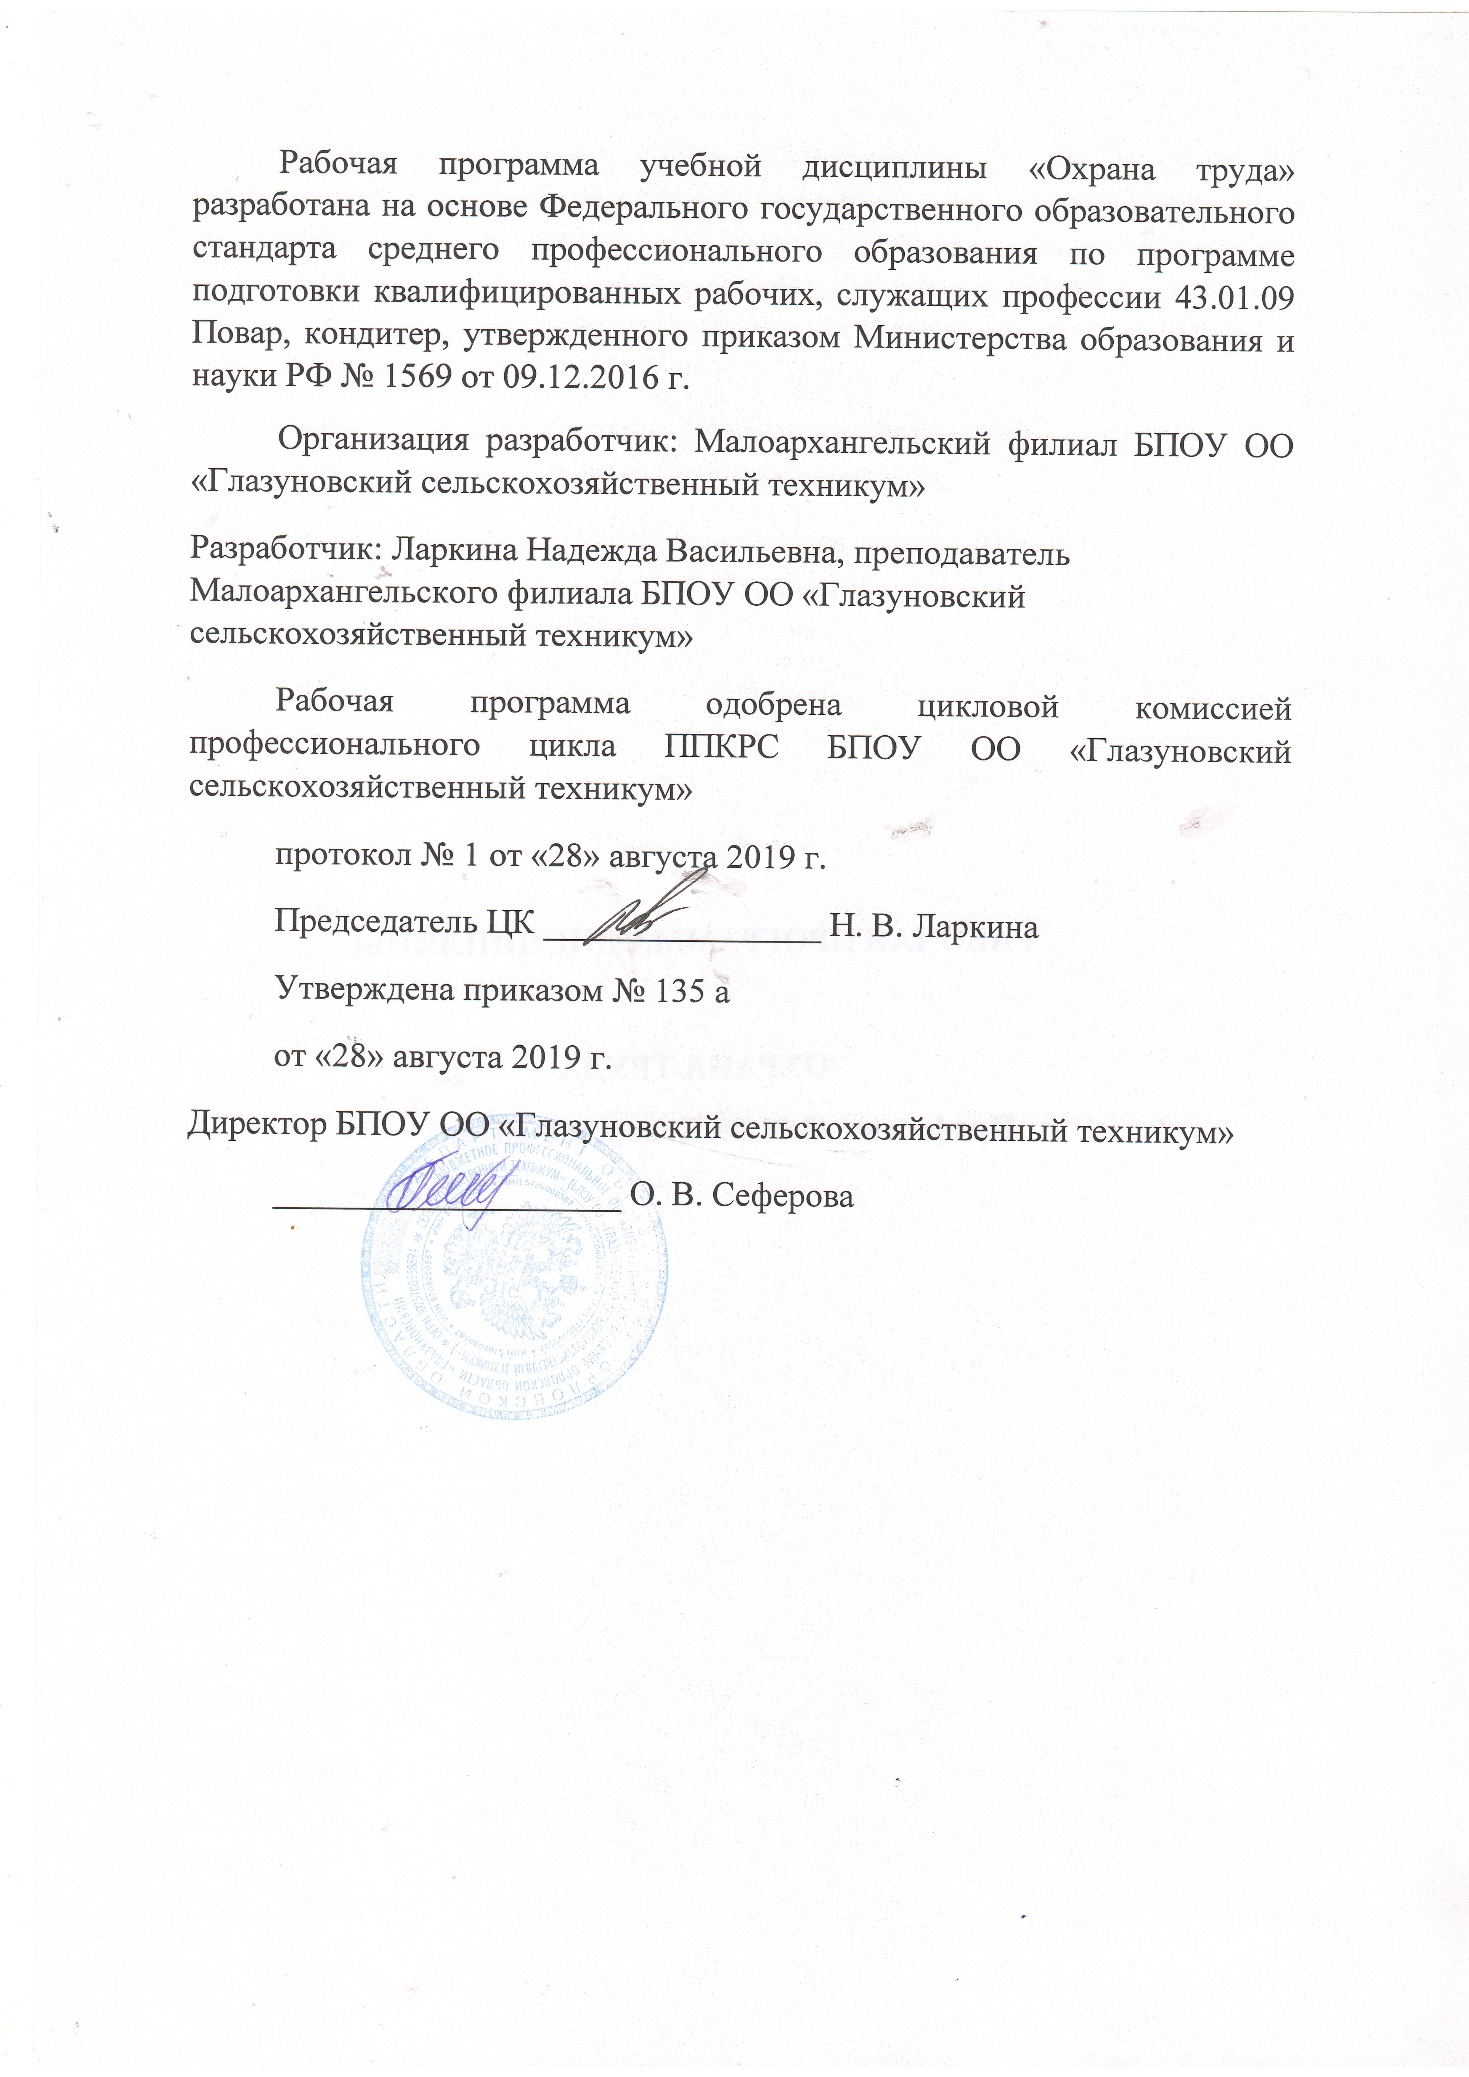 Рабочая программа учебной дисциплины «Охрана труда»
разработана на основе Федерального государственного образовательного
стандарта среднего профессионального образования по программе
подготовки квалифицированных рабочих, служащих профессии 43.01.09
Повар, кондитер, утвержденного приказом Министерства образования и
науки РФ № 1569 от 09.12.2016 г.
Организация разработчик: Малоархангельский филиал БПОУ ОО
«Глазуновский сельскохозяйственный техникум»
Разработчик: Ларкина Надежда Васильевна, преподаватель
Малоархангельского филиала БПОУ ОО «Глазуновский
сельскохозяйственный техникум»
Рабочая программа одобрена цикловой комиссией
профессионального цикла ППКРС БПОУ ОО «Глазуновский
сельскохозяйственный техникум»
протокол № 1 от «28» августа 2019 г.
Председатель ЦК ________________ Н. В. Ларкина
Утверждена приказом № 135 а
от «28» августа 2019 г.
Директор БПОУ ОО «Глазуновский сельскохозяйственный техникум»
____________________ О. В. Сеферова
ОРЛОВСКОЙ ОБЛАСТИ